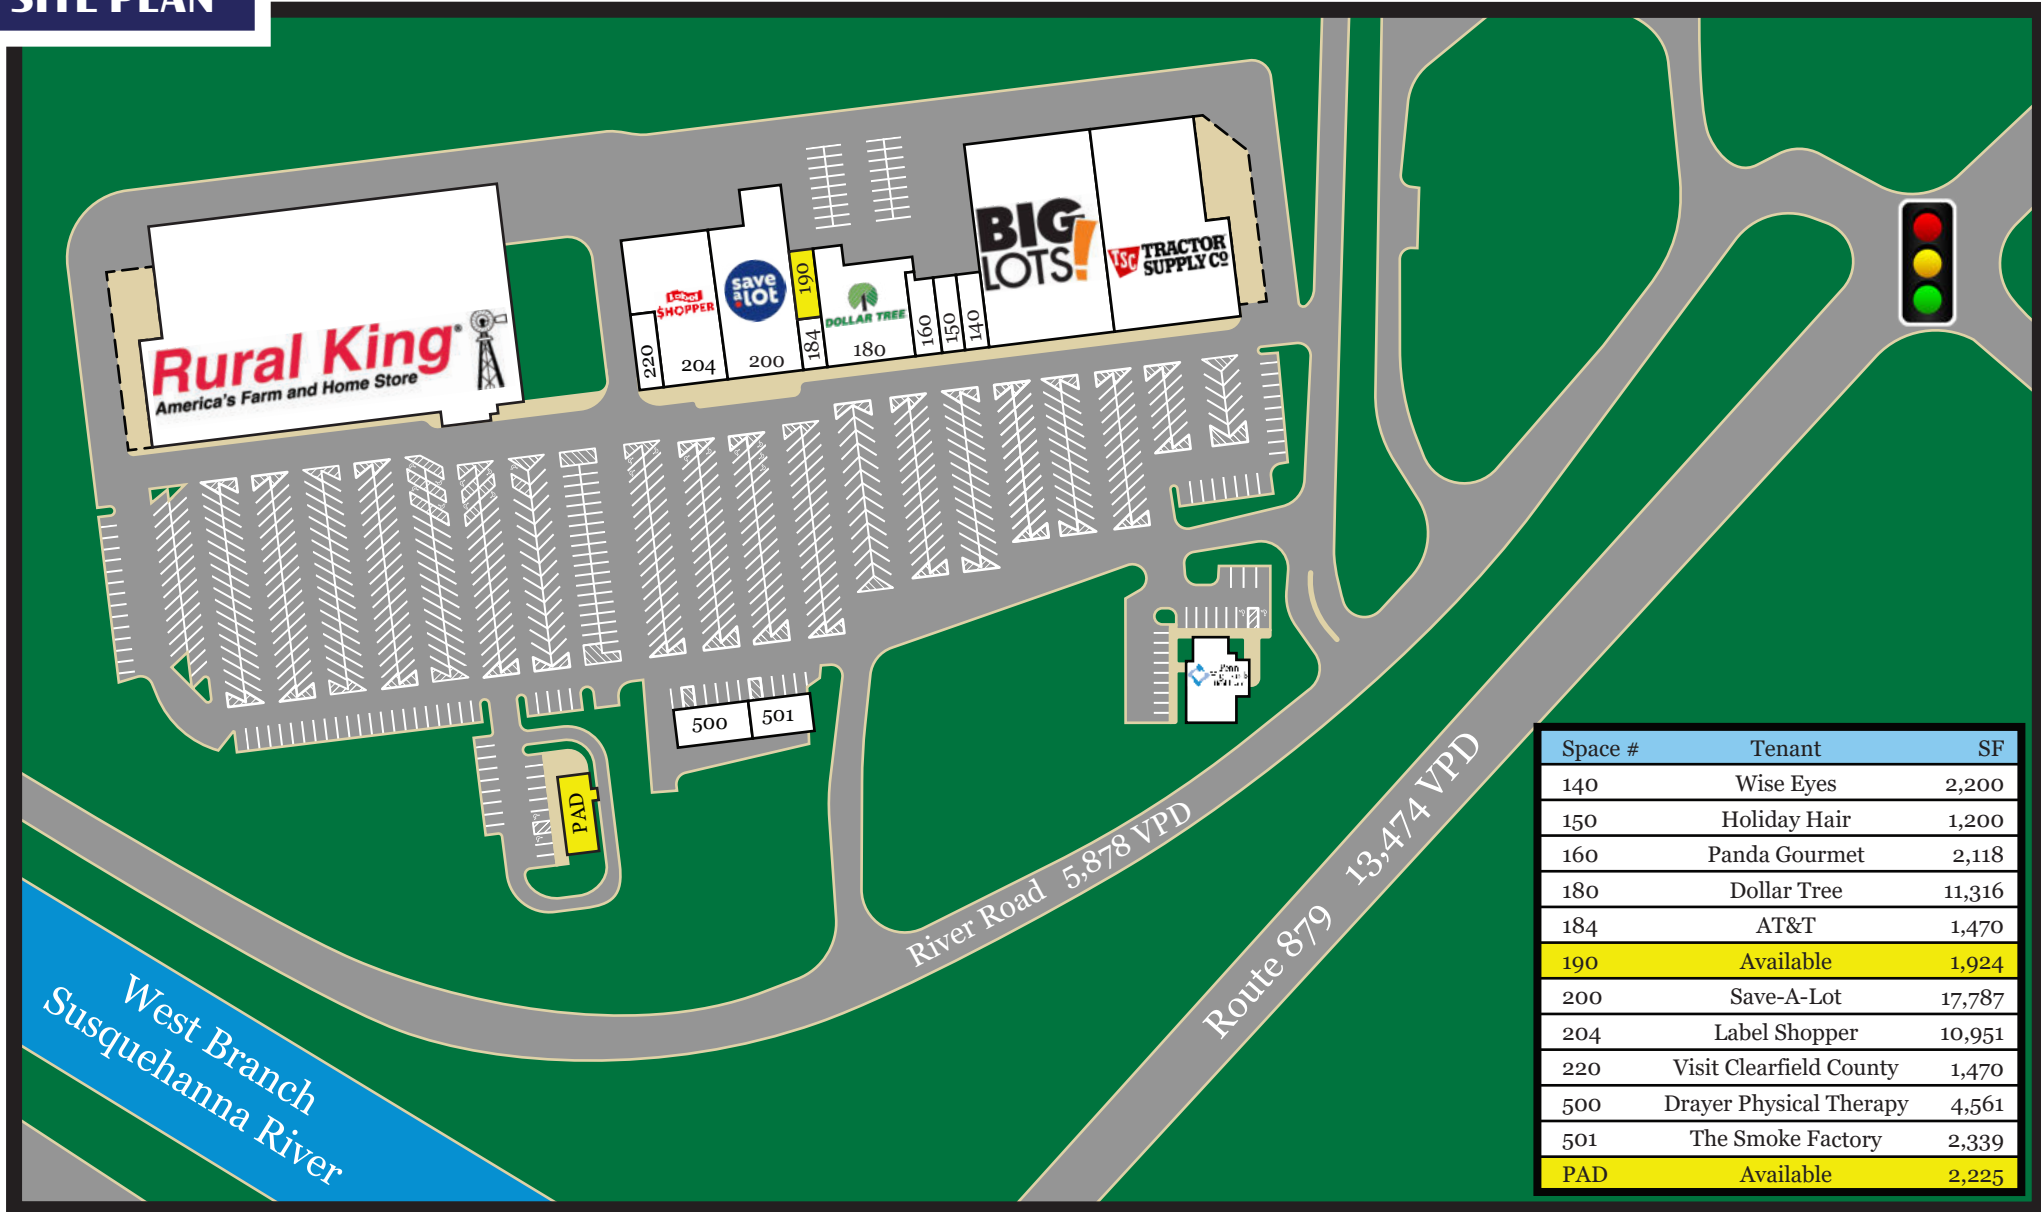 SITE PLAN
Rural King®
America's Farm and Home Store
220
Label
$HOPPER
204
save
a lot
200
190
184
DOLLAR TREE
180
160
150
140
BIG
LOTS!
TSC TRACTOR
SUPPLY CO
Penn
500
501
PAD
River Road 5,878 VPD
Route 879 13,474 VPD
West Branch
Susquehanna River
Space # Tenant SF
140 Wise Eyes 2,200
150 Holiday Hair 1,200
160 Panda Gourmet 2,118
180 Dollar Tree 11,316
184 AT&T 1,470
190 Available 1,924
200 Save-A-Lot 17,787
204 Label Shopper 10,951
220 Visit Clearfield County 1,470
500 Drayer Physical Therapy 4,561
501 The Smoke Factory 2,339
PAD Available 2,225